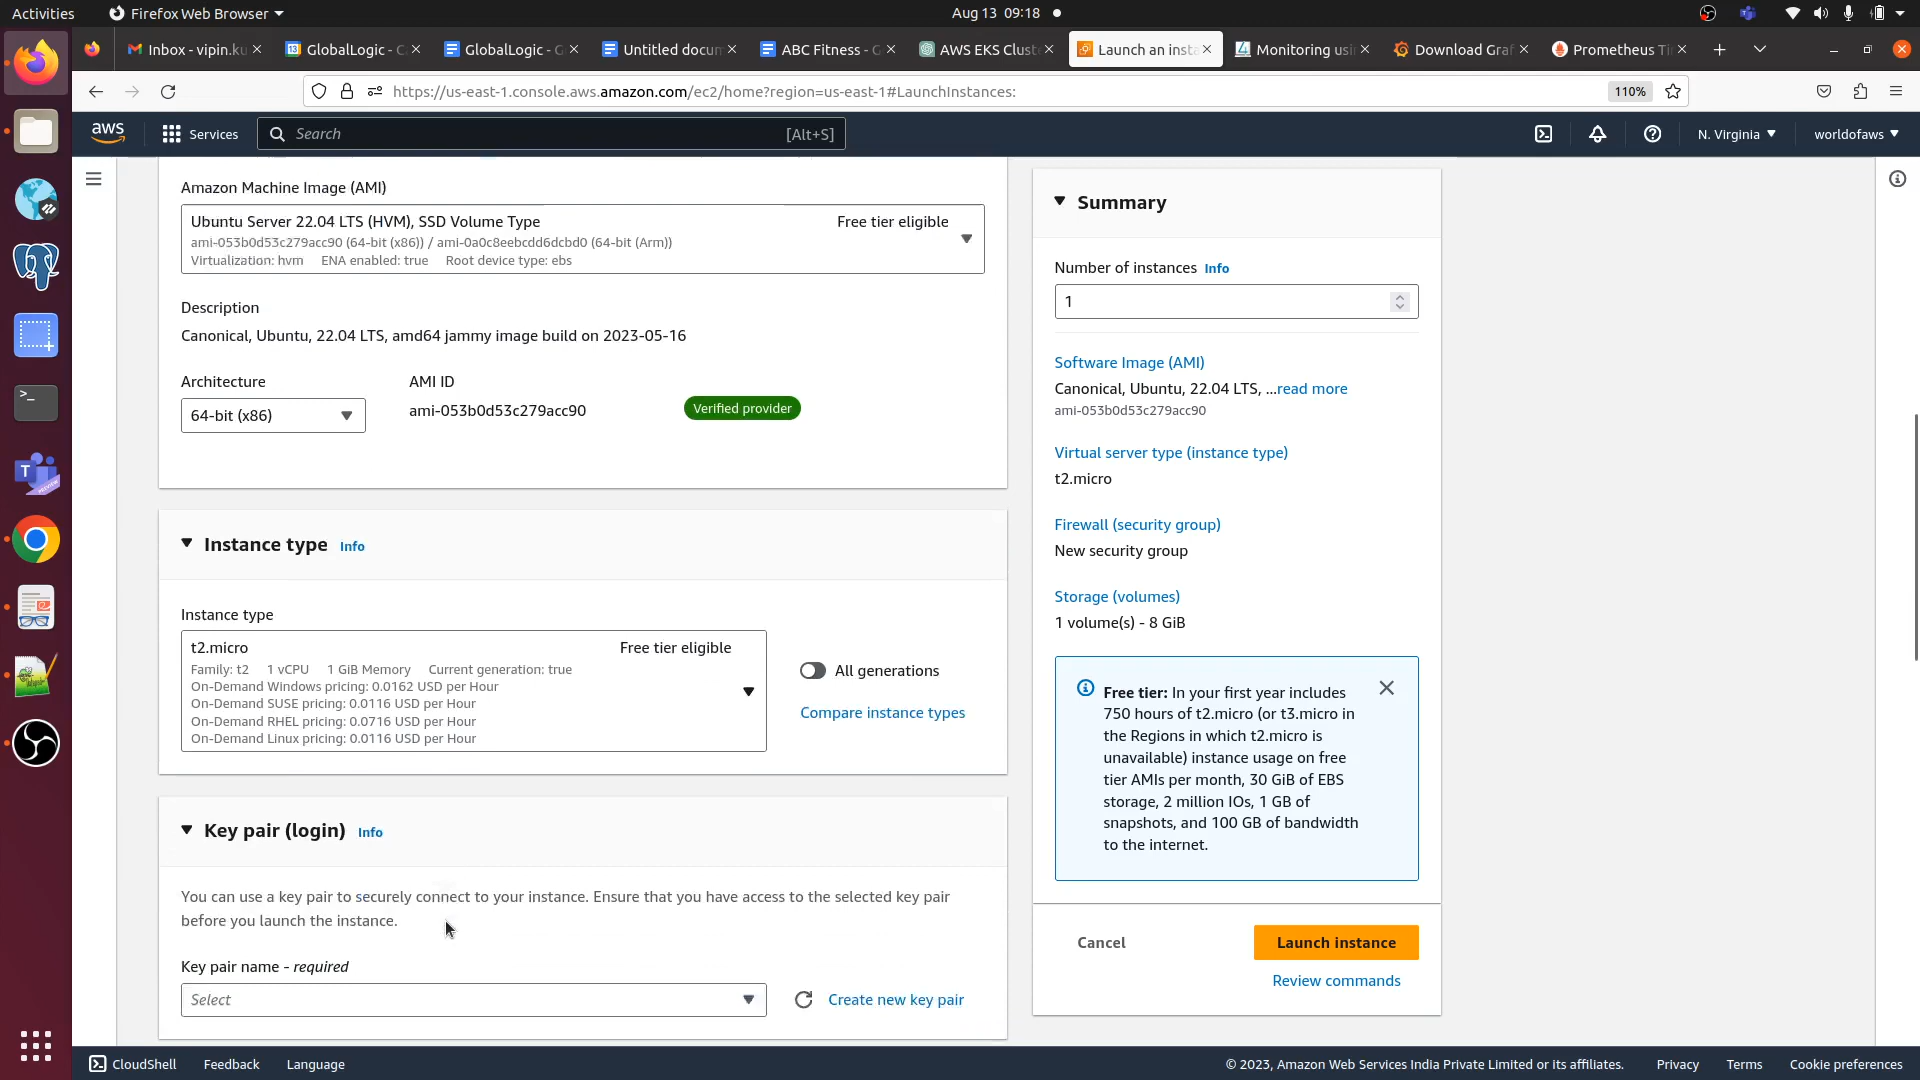 Activities
Firefox Web Browser
Aug 13 09:18
Inbox - vipin.ku
GlobalLogic - C
GlobalLogic - G
Untitled docum
ABC Fitness - G
AWS EKS Clust
Launch an insta
Monitoring usi
Download Graf
Prometheus Ti
https://us-east-1.console.aws.amazon.com/ec2/home?region=us-east-1#LaunchInstances:
110%
aws
Services
Search
[Alt+S]
N. Virginia
worldofaws
Amazon Machine Image (AMI)
Ubuntu Server 22.04 LTS (HVM), SSD Volume Type
Free tier eligible
ami-053b0d53c279acc90 (64-bit (x86)) / ami-0a0c8eebcdd6dcbd0 (64-bit (Arm))
Virtualization: hvm ENA enabled: true Root device type: ebs
Description
Canonical, Ubuntu, 22.04 LTS, amd64 jammy image build on 2023-05-16
Architecture
AMI ID
64-bit (x86)
ami-053b0d53c279acc90
Verified provider
Instance type Info
Instance type
t2.micro
Free tier eligible
Family: t2 1 vCPU 1 GiB Memory Current generation: true
On-Demand Windows pricing: 0.0162 USD per Hour
On-Demand SUSE pricing: 0.0116 USD per Hour
On-Demand RHEL pricing: 0.0716 USD per Hour
On-Demand Linux pricing: 0.0116 USD per Hour
All generations
Compare instance types
Key pair (login) Info
You can use a key pair to securely connect to your instance. Ensure that you have access to the selected key pair
before you launch the instance.
Key pair name - required
Select
Create new key pair
Summary
Number of instances Info
1
Software Image (AMI)
Canonical, Ubuntu, 22.04 LTS, ...read more
ami-053b0d53c279acc90
Virtual server type (instance type)
t2.micro
Firewall (security group)
New security group
Storage (volumes)
1 volume(s) - 8 GiB
Free tier: In your first year includes
750 hours of t2.micro (or t3.micro in
the Regions in which t2.micro is
unavailable) instance usage on free
tier AMIs per month, 30 GiB of EBS
storage, 2 million IOs, 1 GB of
snapshots, and 100 GB of bandwidth
to the internet.
Cancel
Launch instance
Review commands
CloudShell
Feedback
Language
© 2023, Amazon Web Services India Private Limited or its affiliates.
Privacy
Terms
Cookie preferences